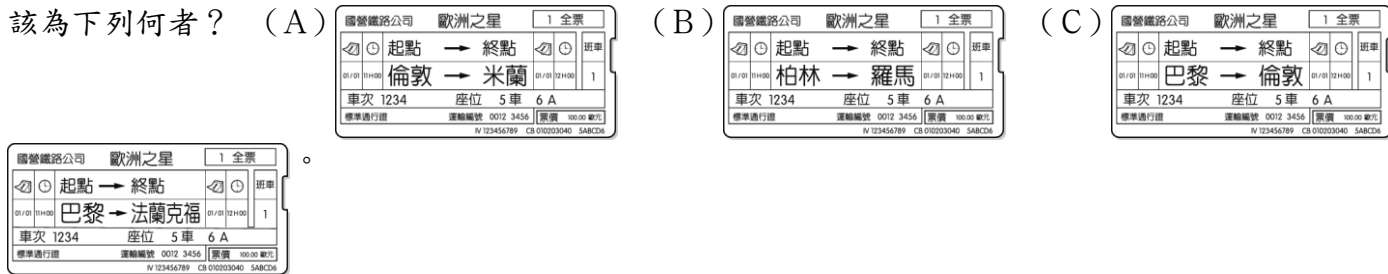 該為下列何者? (A)
國營鐵路公司 歐洲之星 1 全票
起點 → 終點 班車
01/01 11H00 倫敦 → 米蘭 01/01 12H00 1
車次 1234 座位 5車 6 A
標準通行證 運輸編號 0012 3456 票價 100.00 歐元
IV 123456789 CB 010203040 5ABCD6
(B)
國營鐵路公司 歐洲之星 1 全票
起點 → 終點 班車
01/01 11H00 柏林 → 羅馬 01/01 12H00 1
車次 1234 座位 5車 6 A
標準通行證 運輸編號 0012 3456 票價 100.00 歐元
IV 123456789 CB 010203040 5ABCD6
(C)
國營鐵路公司 歐洲之星 1 全票
起點 → 終點 班車
01/01 11H00 巴黎 → 倫敦 01/01 12H00 1
車次 1234 座位 5車 6 A
標準通行證 運輸編號 0012 3456 票價 100.00 歐元
IV 123456789 CB 010203040 5ABCD6
國營鐵路公司 歐洲之星 1 全票
起點 → 終點 班車
01/01 11H00 巴黎 → 法蘭克福 01/01 12H00 1
車次 1234 座位 5車 6 A
標準通行證 運輸編號 0012 3456 票價 100.00 歐元
IV 123456789 CB 010203040 5ABCD6
。